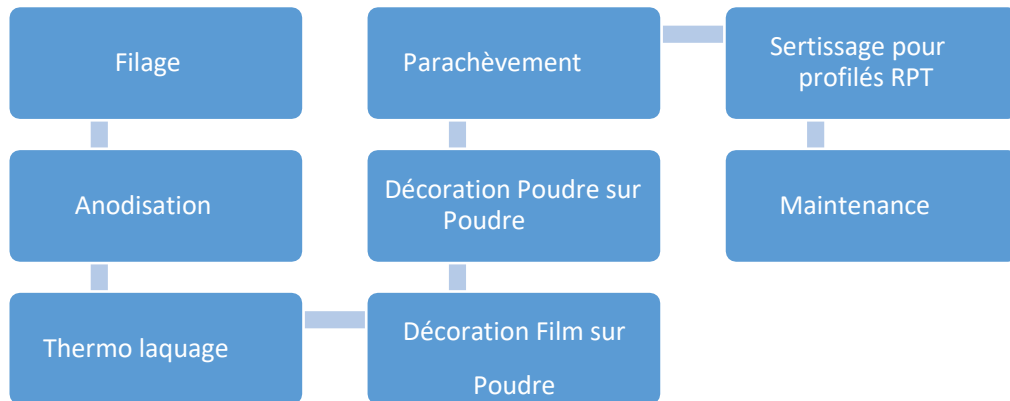 Filage
Anodisation
Thermo laquage
Décoration Film sur
Poudre
Décoration Poudre sur
Poudre
Parachèvement
Sertissage pour
profilés RPT
Maintenance